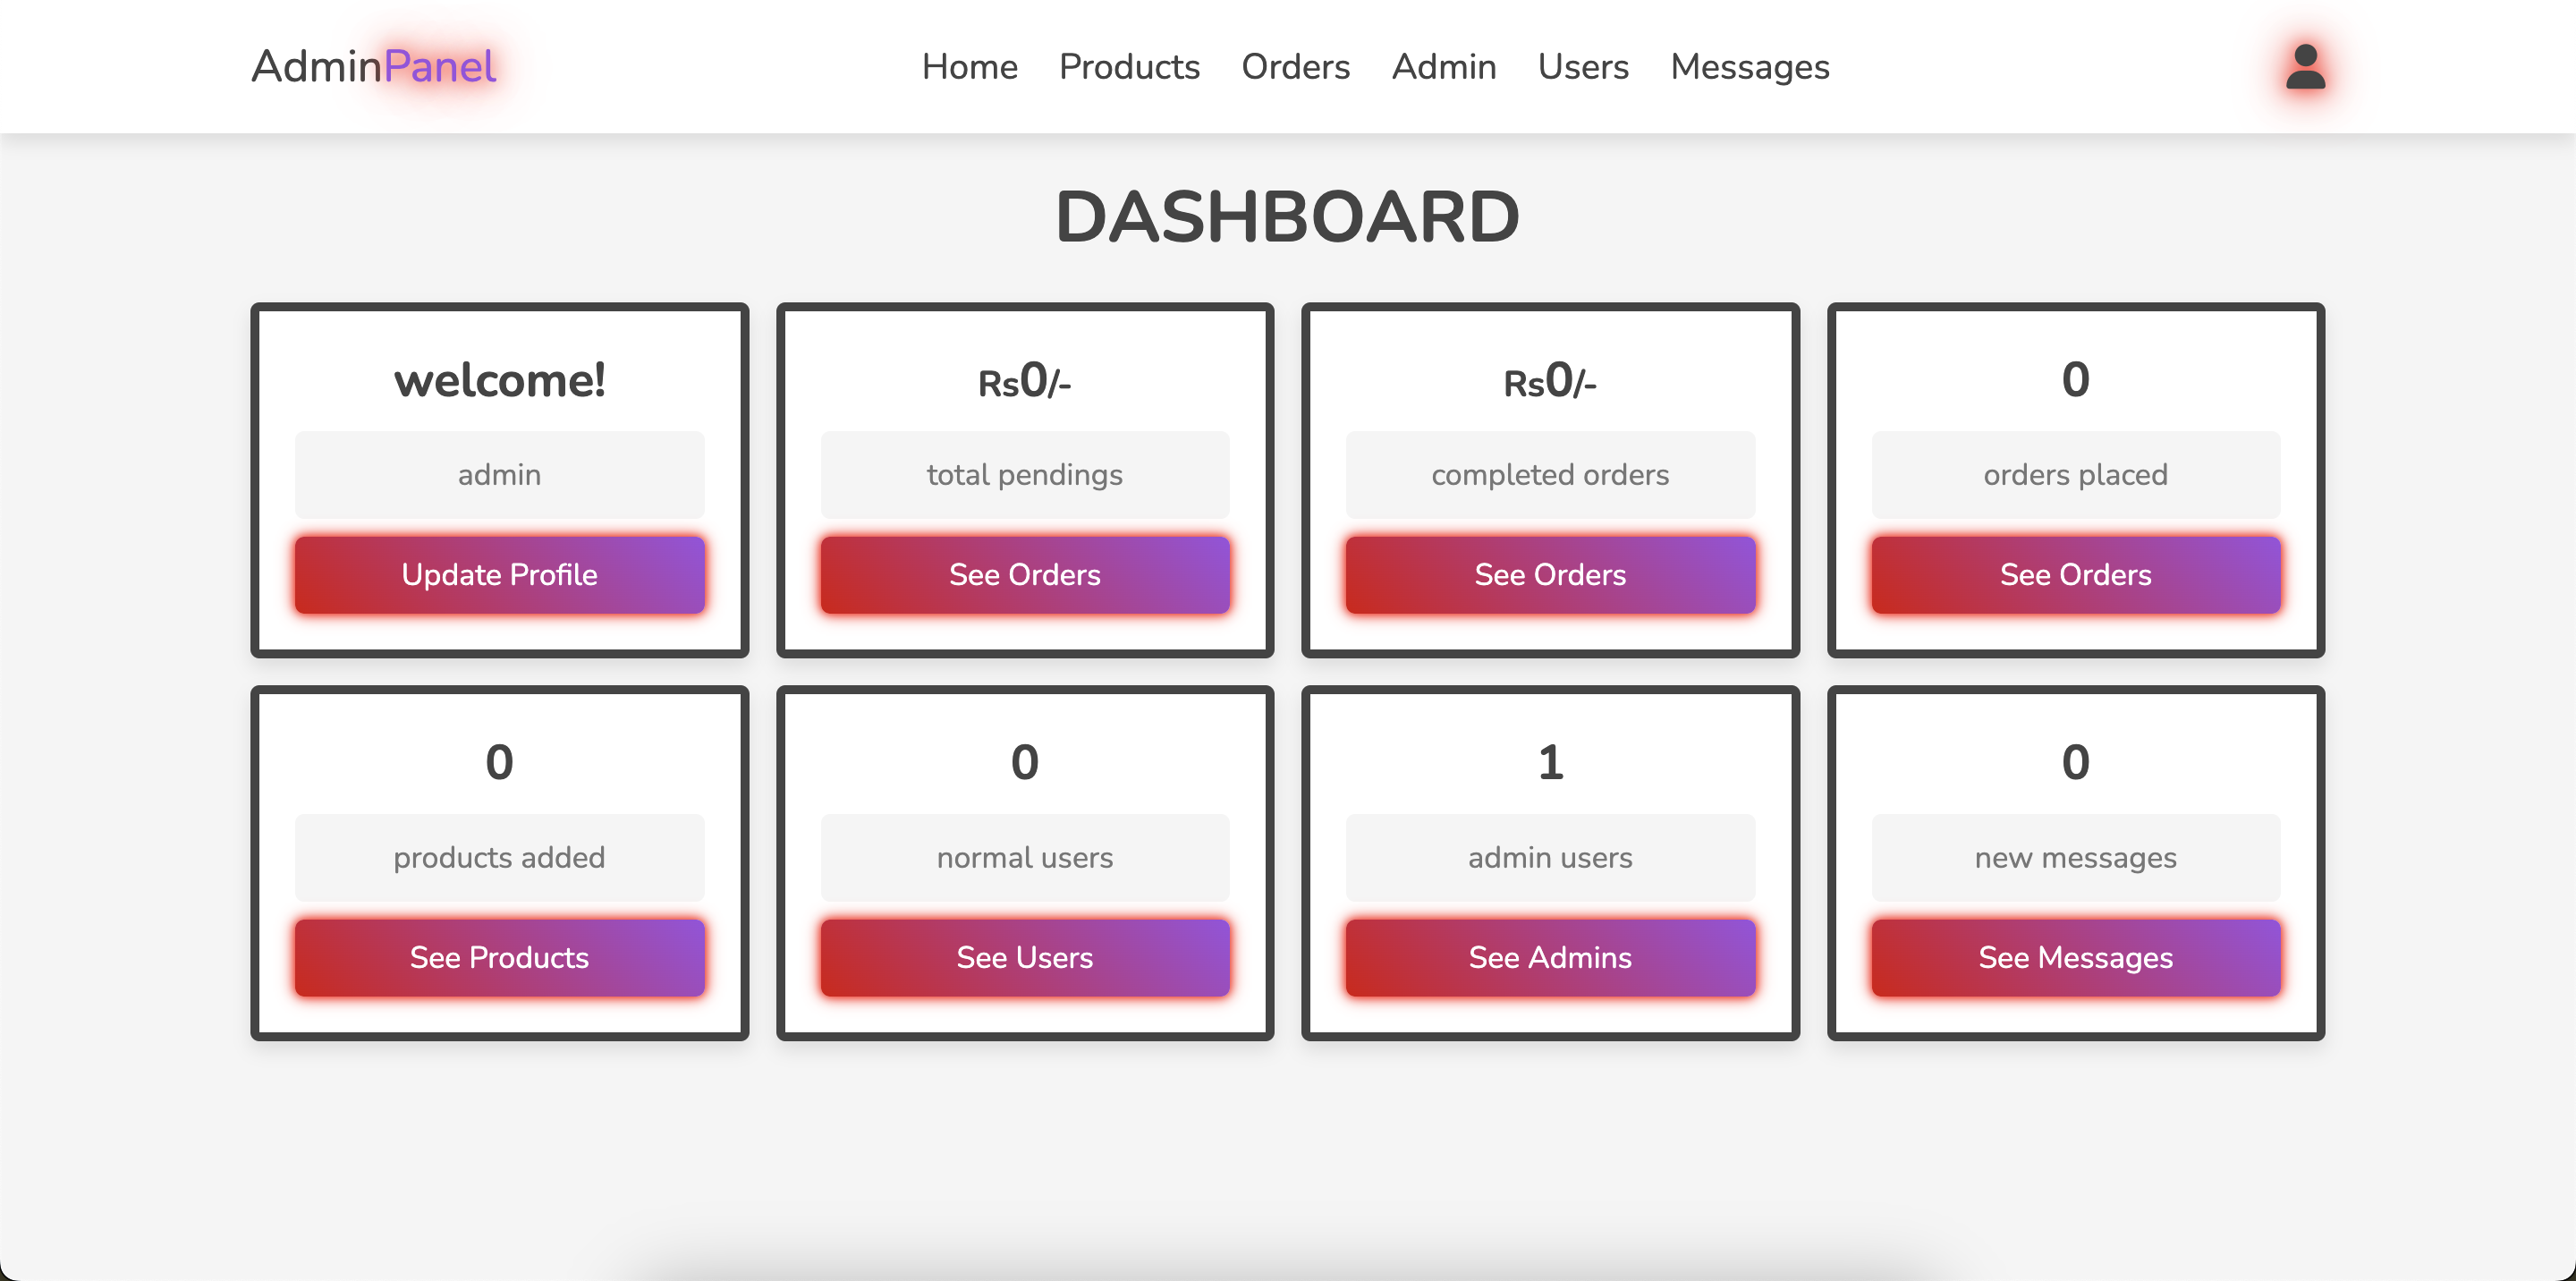 AdminPanel
Home Products Orders Admin Users Messages
DASHBOARD
welcome!
admin
Update Profile
Rs0/-
total pendings
See Orders
Rs0/-
completed orders
See Orders
0
orders placed
See Orders
0
products added
See Products
0
normal users
See Users
1
admin users
See Admins
0
new messages
See Messages